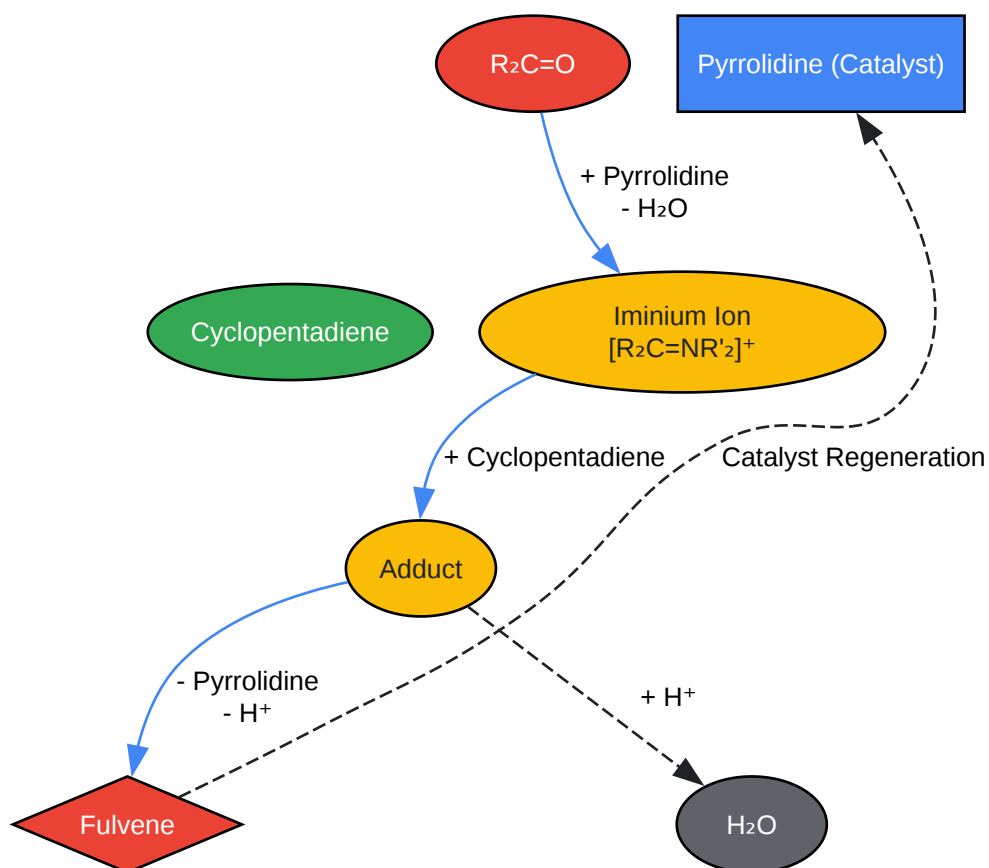 R₂C=O
Pyrrolidine (Catalyst)
+ Pyrrolidine
- H₂O
Cyclopentadiene
Iminium Ion
[R₂C=NR'₂]⁺
+ Cyclopentadiene
Catalyst Regeneration
Adduct
- Pyrrolidine
- H⁺
+ H⁺
Fulvene
H₂O